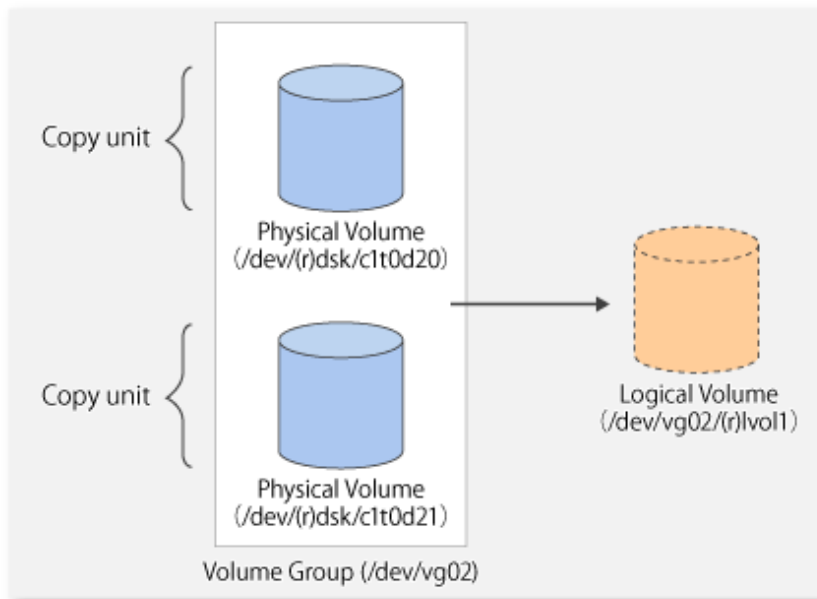 Copy unit
Physical Volume
(/dev/(r)dsk/c1t0d20)
Copy unit
Physical Volume
(/dev/(r)dsk/c1t0d21)
Volume Group (/dev/vg02)
Logical Volume
(/dev/vg02/(r)lvol1)